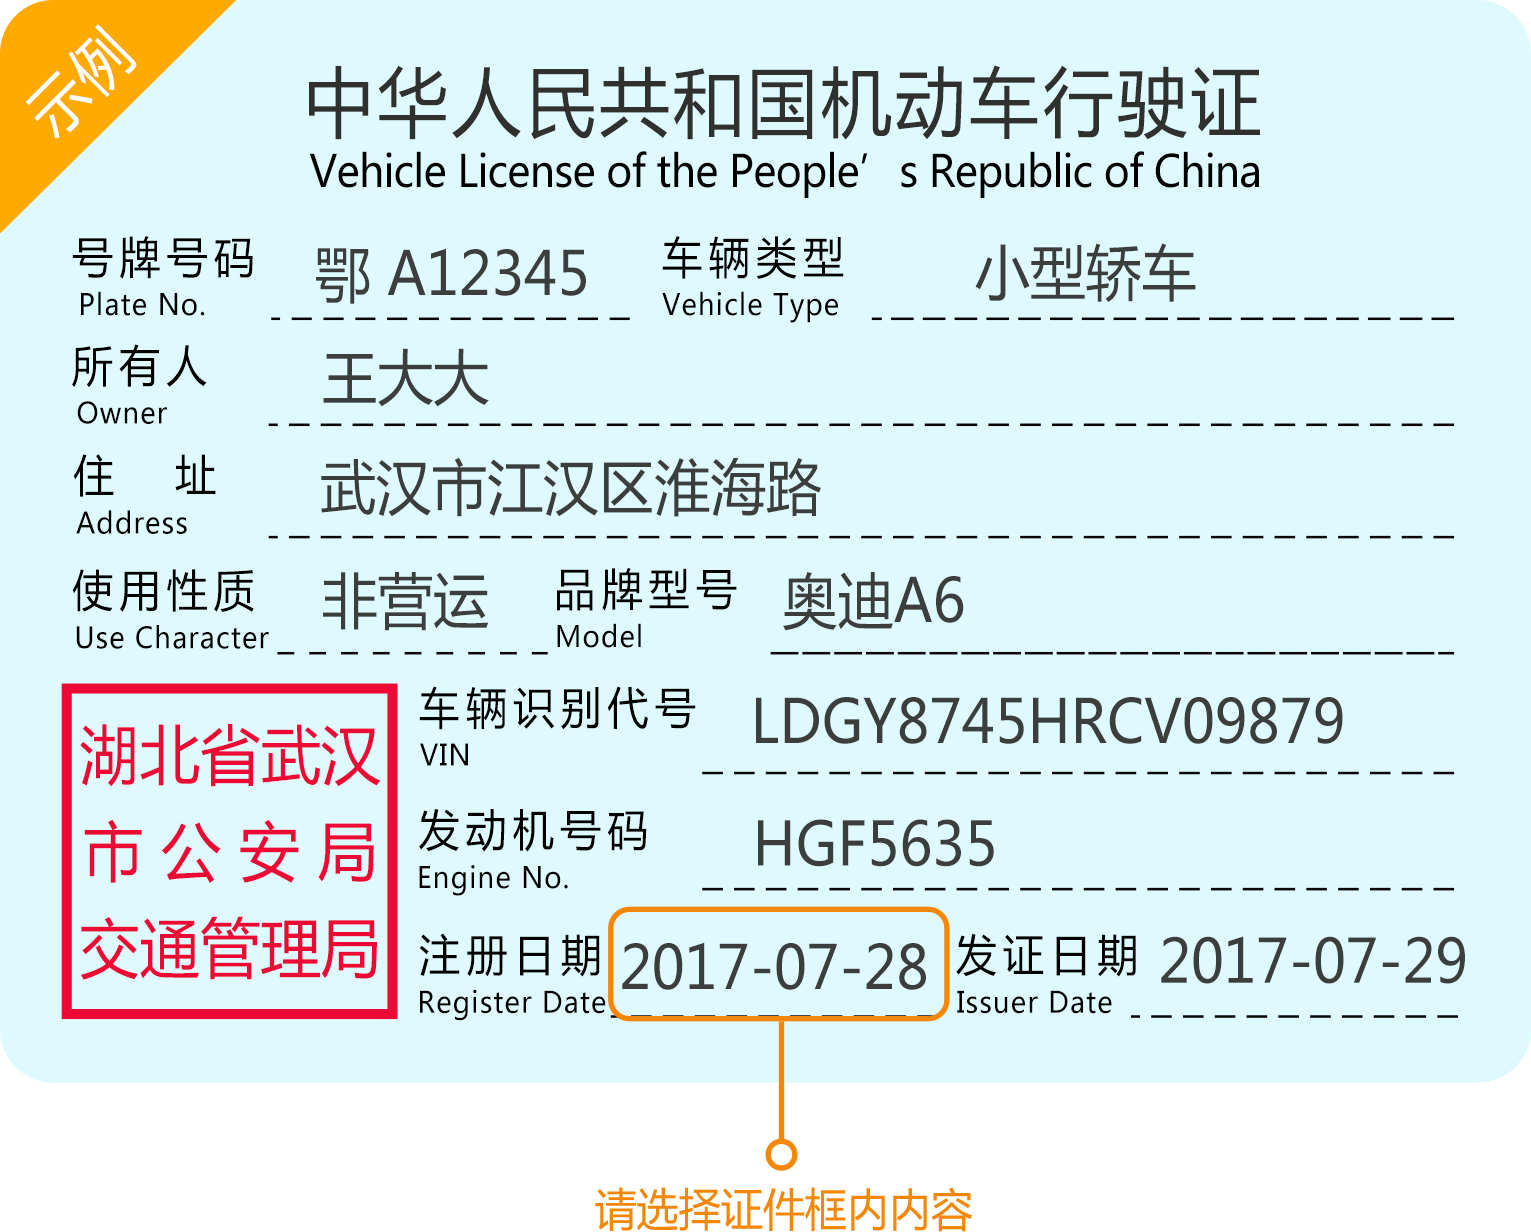 示例
中华人民共和国机动车行驶证
Vehicle License of the People's Republic of China
号牌号码 鄂 A12345 车辆类型 小型轿车
Plate No. Vehicle Type
所有人 王大大
Owner
住 址 武汉市江汉区淮海路
Address
使用性质 非营运 品牌型号 奥迪A6
Use Character Model
湖北省武汉
市公安局
交通管理局
车辆识别代号 LDGY8745HRCV09879
VIN
发动机号码 HGF5635
Engine No.
注册日期 2017-07-28 发证日期 2017-07-29
Register Date Issuer Date
请选择证件框内内容